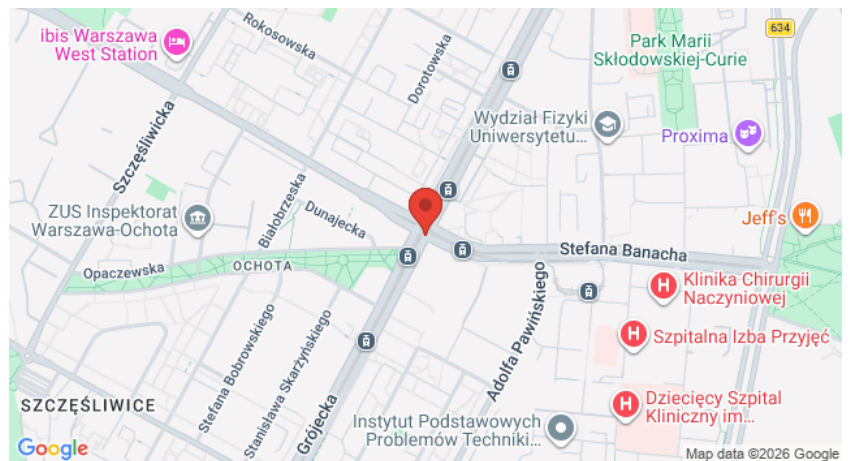 ibis Warszawa
West Station
Rokosowska
Dorotowska
Park Marii
Skłodowskiej-Curie
634
Szczęśliwicka
Wydział Fizyki
Uniwersytetu...
Proxima
ZUS Inspektorat
Warszawa-Ochota
Białobrzeska
Dunajecka
Jeff's
Stefana Banacha
Opaczewska
OCHOTA
Klinika Chirurgii
Naczyniowej
Adolfa Pawińskiego
Szpitalna Izba Przyjęć
Stefana Bobrowskiego
Stanisława Skarżyńskiego
Grójecka
SZCZĘŚLIWICE
Dziecięcy Szpital
Kliniczny im...
Instytut Podstawowych
Problemów Techniki...
Google
Map data ©2026 Google